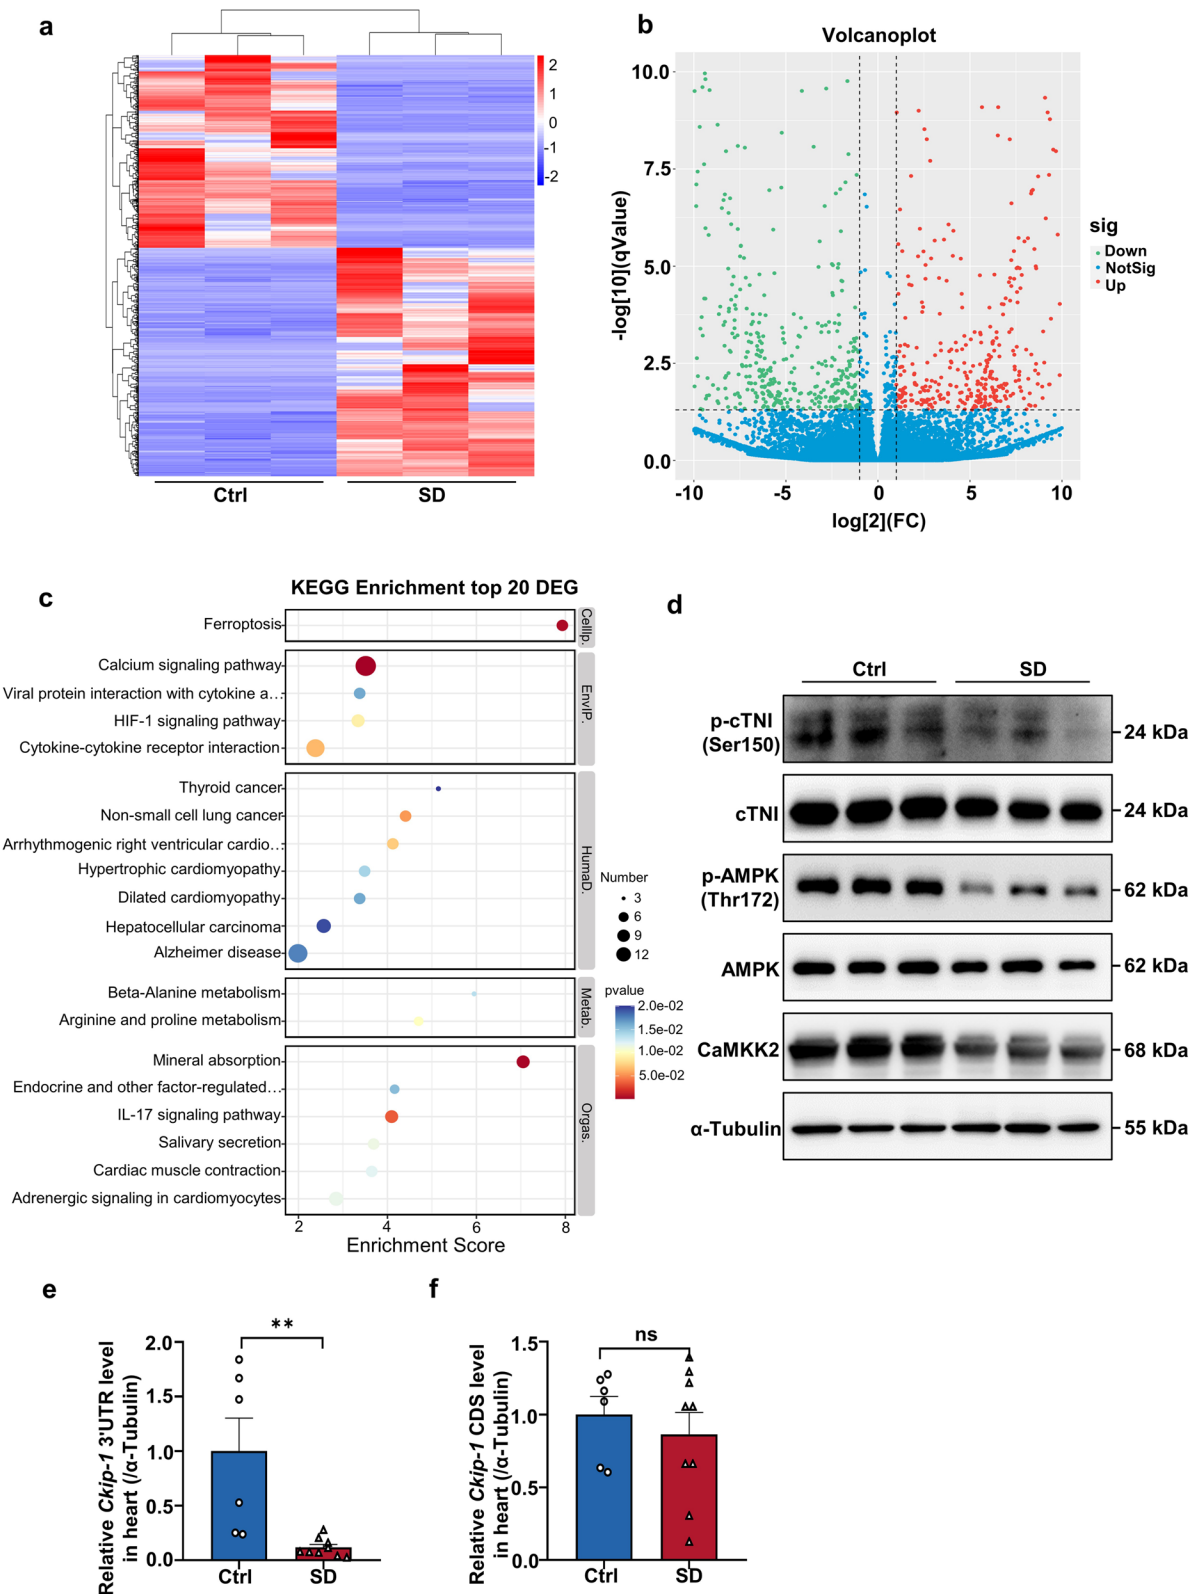 a
2
1
0
-1
-2
Ctrl
SD
b
Volcanoplot
10.0
7.5
5.0
2.5
0.0
-log[10](qValue)
-10
-5
0
5
10
log[2](FC)
sig
Down
NotSig
Up
c
KEGG Enrichment top 20 DEG
Ferroptosis
Calcium signaling pathway
Viral protein interaction with cytokine a…
HIF-1 signaling pathway
Cytokine-cytokine receptor interaction
Thyroid cancer
Non-small cell lung cancer
Arrhythmogenic right ventricular cardio…
Hypertrophic cardiomyopathy
Dilated cardiomyopathy
Hepatocellular carcinoma
Alzheimer disease
Beta-Alanine metabolism
Arginine and proline metabolism
Mineral absorption
Endocrine and other factor-regulated…
IL-17 signaling pathway
Salivary secretion
Cardiac muscle contraction
Adrenergic signaling in cardiomyocytes
CellIp.
EnvIP.
HumaD.
Metab.
Orgas.
2
4
6
8
Enrichment Score
Number
3
6
9
12
pvalue
2.0e-02
1.5e-02
1.0e-02
5.0e-02
d
Ctrl
SD
p-cTNI
(Ser150)
24 kDa
cTNI
24 kDa
p-AMPK
(Thr172)
62 kDa
AMPK
62 kDa
CaMKK2
68 kDa
α-Tubulin
55 kDa
e
Relative Ckip-1 3'UTR level
in heart (/α-Tubulin)
2.0
1.5
1.0
0.5
0.0
**
Ctrl
SD
f
Relative Ckip-1 CDS level
in heart (/α-Tubulin)
1.5
1.0
0.5
0.0
ns
Ctrl
SD